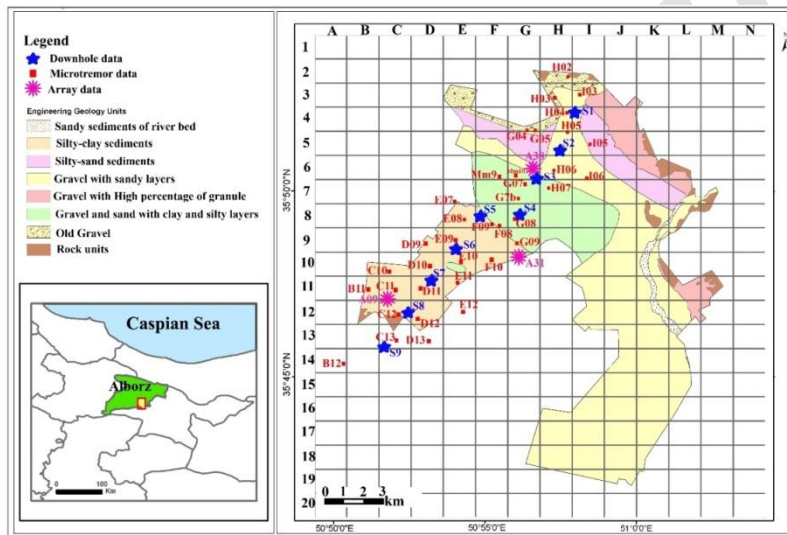 Legend
Downhole data
Microtremor data
Array data
Engineering Geology Units
Sandy sediments of river bed
Silty-clay sediments
Silty-sand sediments
Gravel with sandy layers
Gravel with High percentage of granule
Gravel and sand with clay and silty layers
Old Gravel
Rock units
Caspian Sea
Alborz
0 100
Km
A B C D E F G H I J K L M N
1
2
3
4
5
6
7
8
9
10
11
12
13
14
15
16
17
18
19
20
H02
H03 I03
H04 S1
G04 G05 H05
I05
S2
Mm9 H06
G07 S3 H07 I06
E07 G7b
E08 S5 S4
F09 F08 G08
D09 E09 S6 G09
C10 D10 E10 F10 A31
B11 C11 S7 D11 E11
A09
C12 S8 D12 E12
C13 D13
S9
B12
35°50'0"N
35°45'0"N
0 1 2 3
km
50°50'0"E 50°55'0"E 51°0'0"E